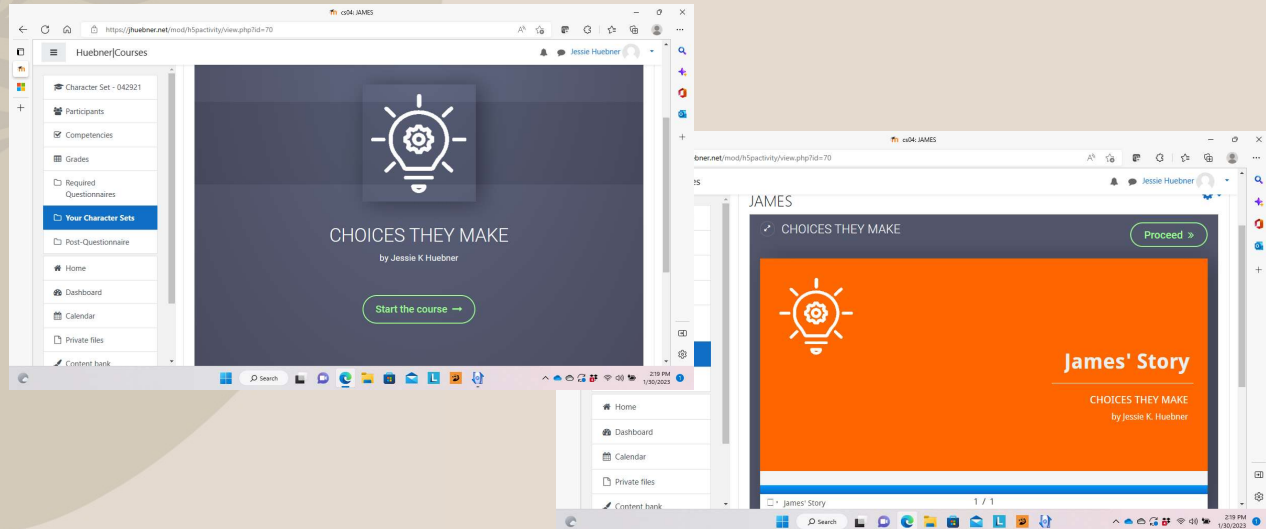 cs04: JAMES
https://jhuebner.net/mod/h5pactivity/view.php?id=70
Huebner|Courses
Jessie Huebner
Character Set - 042921
Participants
Competencies
Grades
Required
Questionnaires
Your Character Sets
Post-Questionnaire
Home
Dashboard
Calendar
Private files
Content bank
CHOICES THEY MAKE
by Jessie K Huebner
Start the course →
Search
2:19 PM
1/30/2023
cs04: JAMES
ebner.net/mod/h5pactivity/view.php?id=70
es
Jessie Huebner
JAMES
CHOICES THEY MAKE
Proceed »
James' Story
CHOICES THEY MAKE
by Jessie K. Huebner
Home
Dashboard
Calendar
Private files
Content bank
James' Story
1 / 1
Search
2:19 PM
1/30/2023